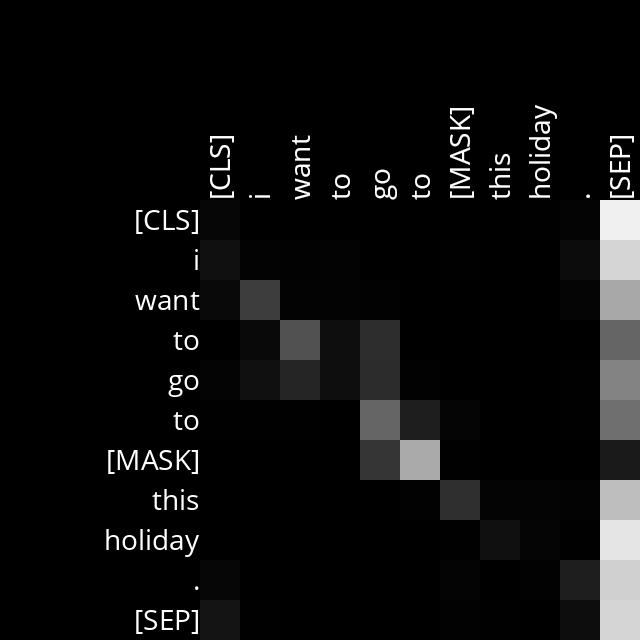 [CLS] i want to go to [MASK] this holiday . [SEP]
[CLS]
i
want
to
go
to
[MASK]
this
holiday
.
[SEP]